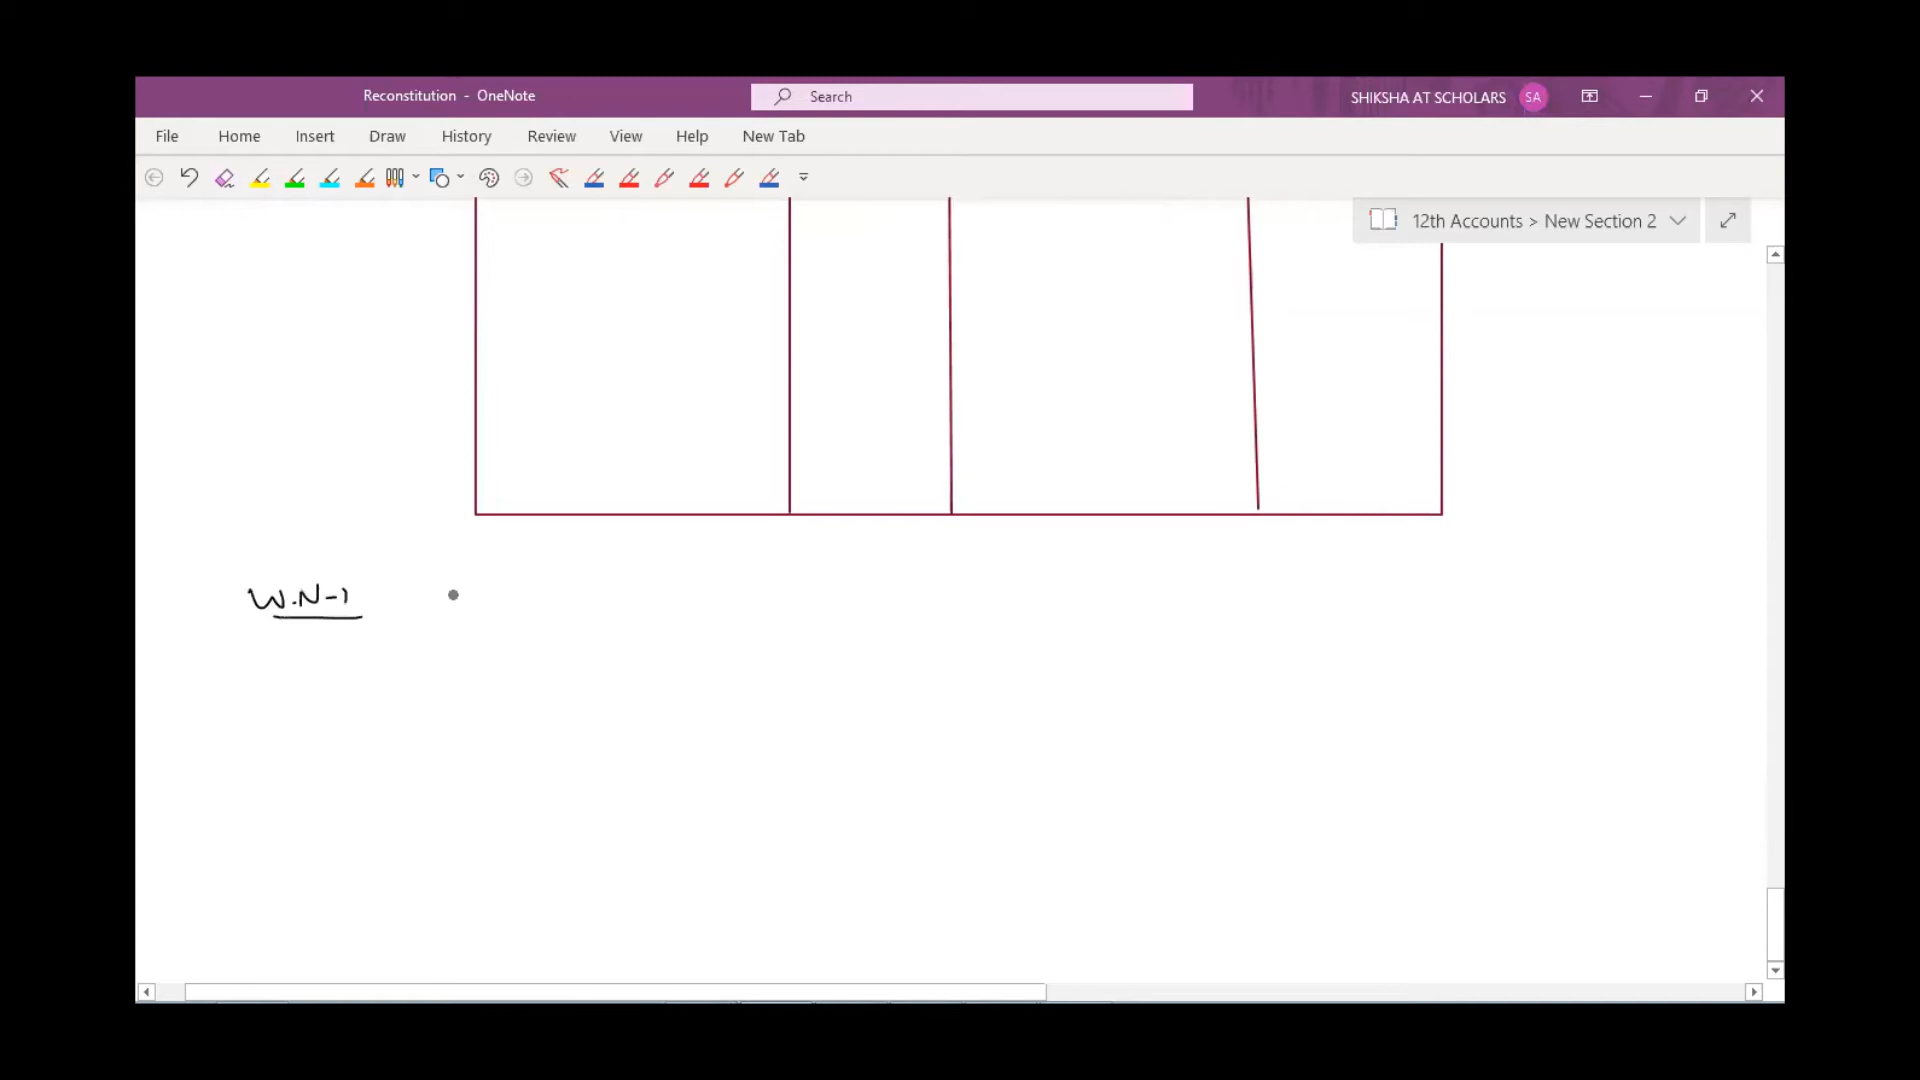 Reconstitution - OneNote
Search
SHIKSHA AT SCHOLARS
SA
File Home Insert Draw History Review View Help New Tab
12th Accounts > New Section 2
W.N-1